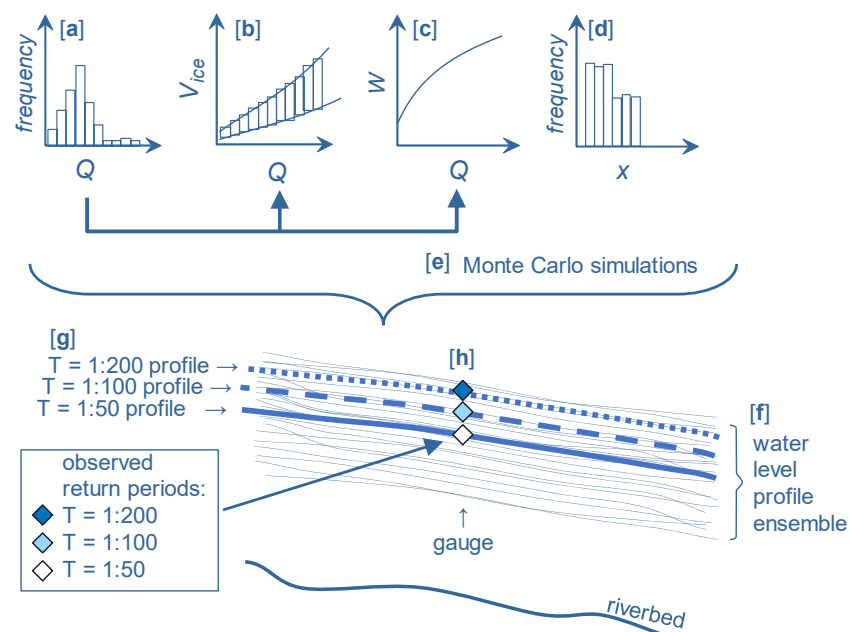 [a]
frequency
Q
[b]
Vice
Q
[c]
W
Q
[d]
frequency
x
[e] Monte Carlo simulations
[g]
T = 1:200 profile →
T = 1:100 profile →
T = 1:50 profile →
[h]
↑
gauge
[f]
water
level
profile
ensemble
observed
return periods:
T = 1:200
T = 1:100
T = 1:50
riverbed